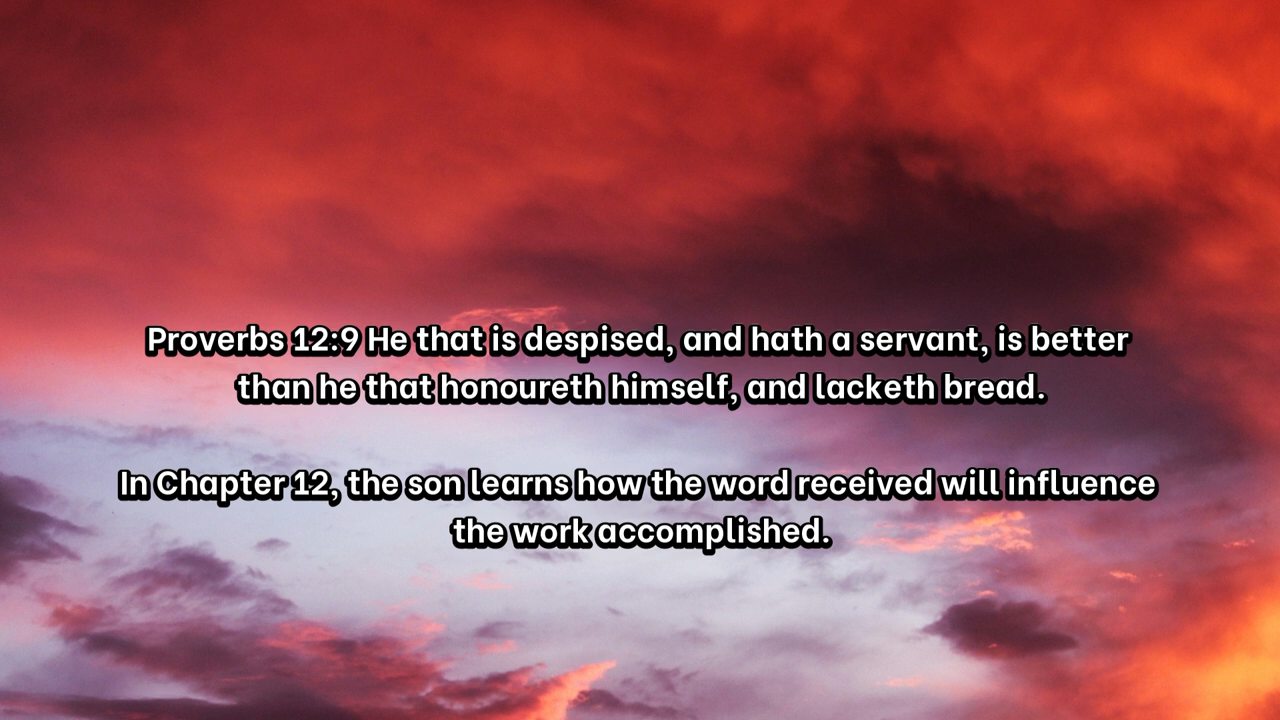 Proverbs 12:9 He that is despised, and hath a servant, is better
than he that honoureth himself, and lacketh bread.
In Chapter 12, the son learns how the word received will influence
the work accomplished.